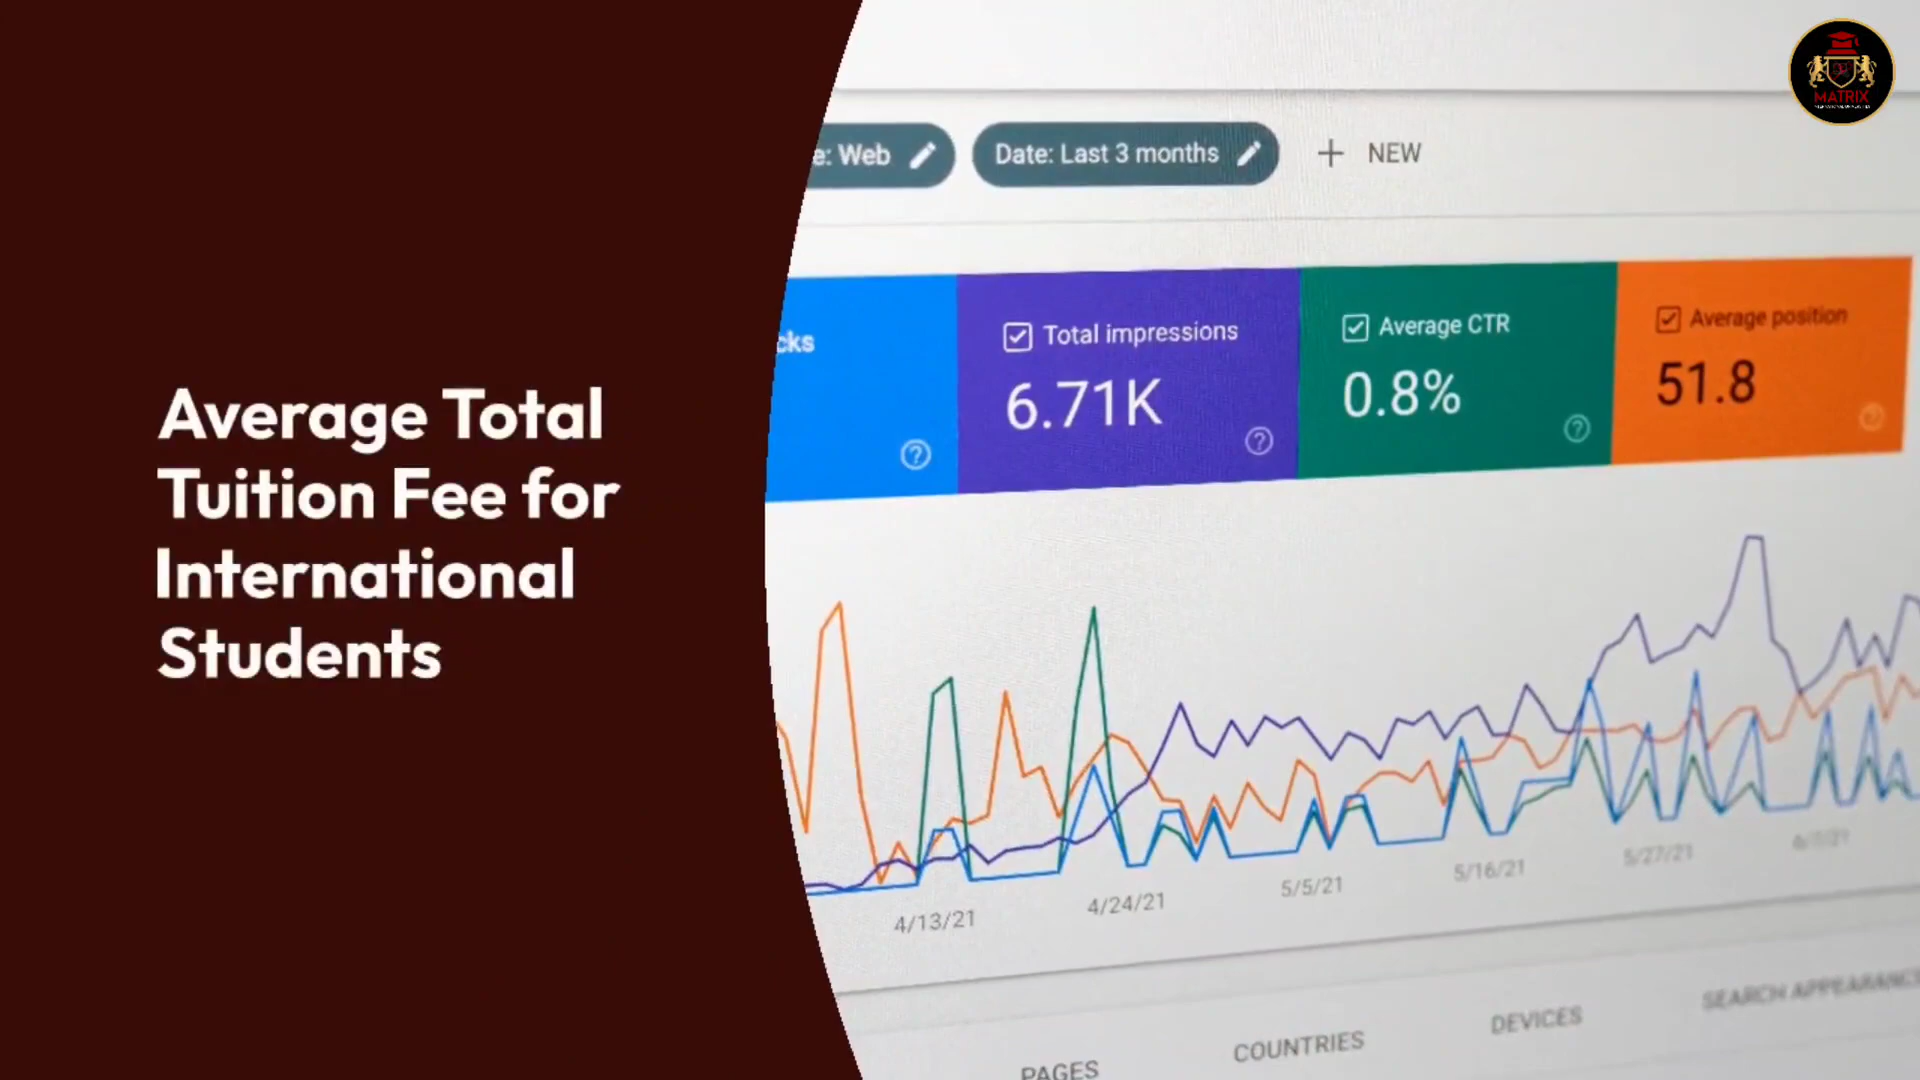 Average Total
Tuition Fee for
International
Students
MATRIX
e: Web
Date: Last 3 months
+ NEW
cks
Total impressions
6.71K
Average CTR
0.8%
Average position
51.8
4/13/21
4/24/21
5/5/21
5/16/21
5/27/21
PAGES
COUNTRIES
DEVICES
SEARCH APPEARANC